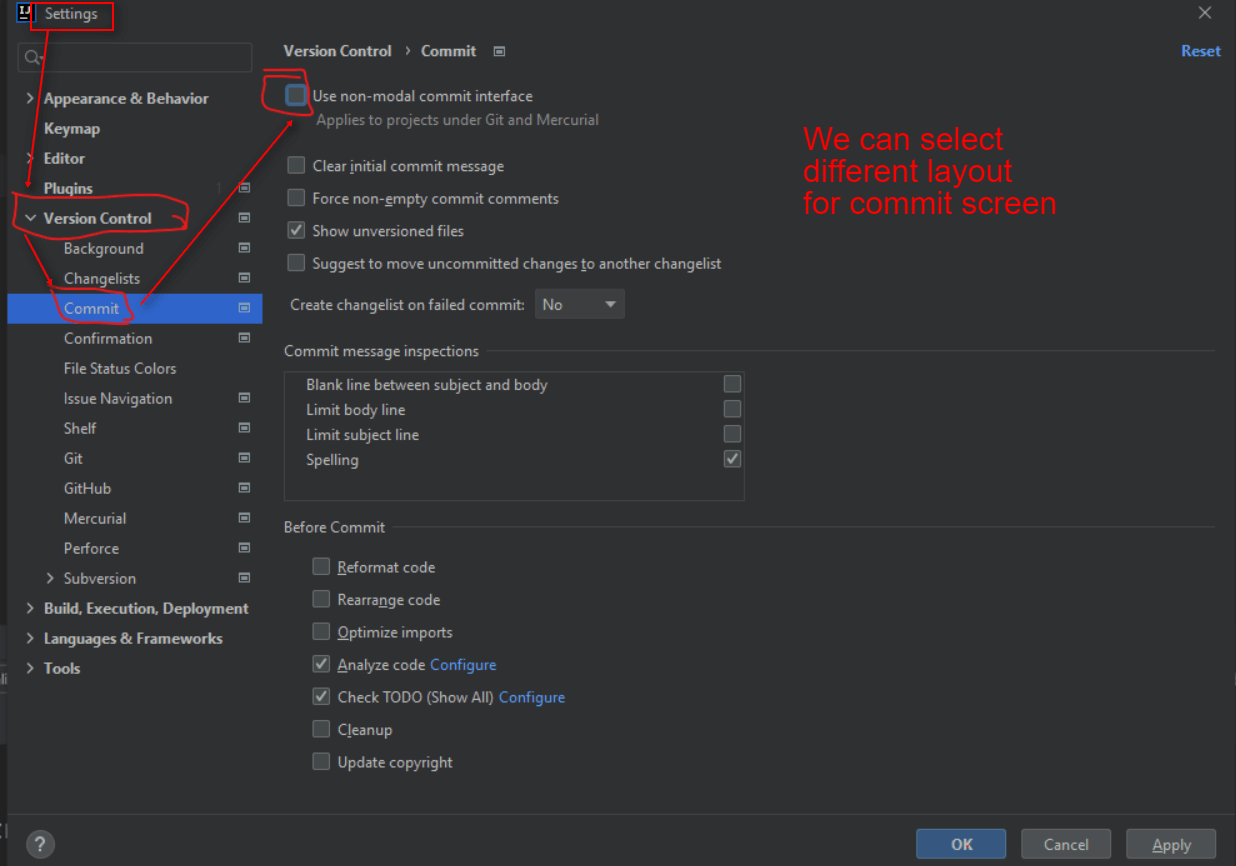 IJ
Settings
Version Control › Commit
Reset
Appearance & Behavior
Keymap
Editor
Plugins
1
Version Control
Background
Changelists
Commit
Confirmation
File Status Colors
Issue Navigation
Shelf
Git
GitHub
Mercurial
Perforce
Subversion
Build, Execution, Deployment
Languages & Frameworks
Tools
Use non-modal commit interface
Applies to projects under Git and Mercurial
Clear initial commit message
Force non-empty commit comments
Show unversioned files
Suggest to move uncommitted changes to another changelist
Create changelist on failed commit: No
We can select
different layout
for commit screen
Commit message inspections
Blank line between subject and body
Limit body line
Limit subject line
Spelling
Before Commit
Reformat code
Rearrange code
Optimize imports
Analyze code Configure
Check TODO (Show All) Configure
Cleanup
Update copyright
?
OK
Cancel
Apply